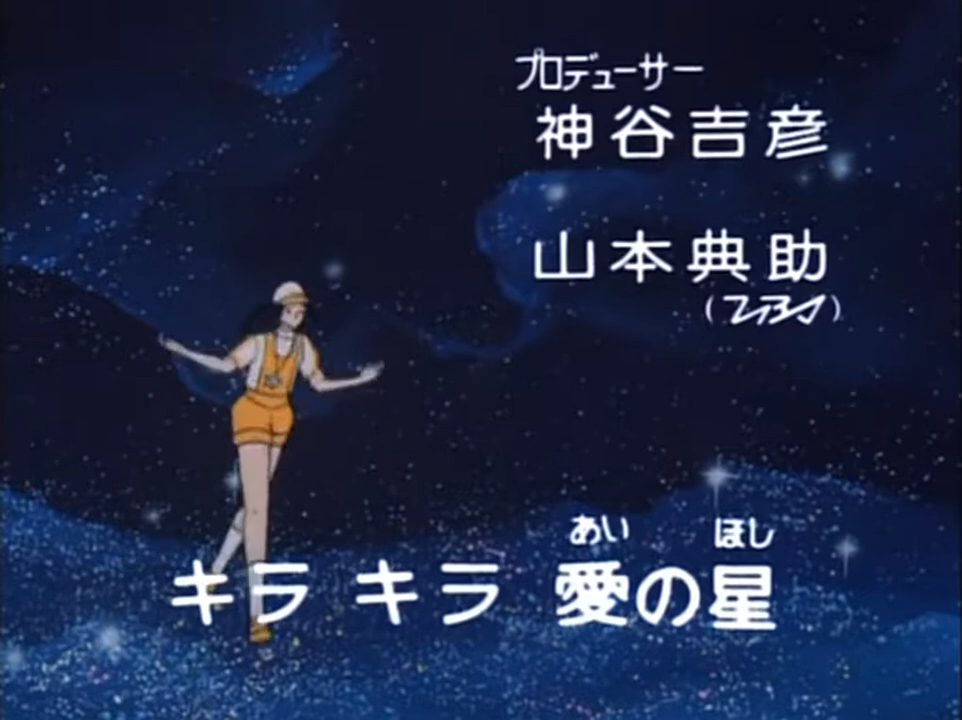 プロデューサー
神谷吉彦
山本典助
あい ほし
キラ キラ 愛の星